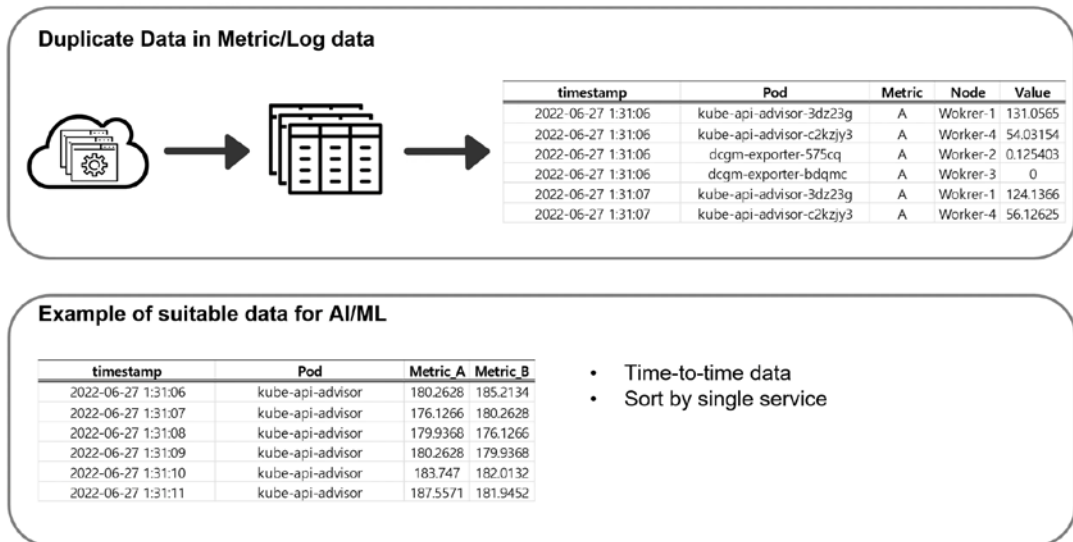 Duplicate Data in Metric/Log data
timestamp Pod Metric Node Value
2022-06-27 1:31:06 kube-api-advisor-3dz23g A Wokrer-1 131.0565
2022-06-27 1:31:06 kube-api-advisor-c2kzjy3 A Worker-4 54.03154
2022-06-27 1:31:06 dcgm-exporter-575cq A Worker-2 0.125403
2022-06-27 1:31:06 dcgm-exporter-bdqmc A Wokrer-3 0
2022-06-27 1:31:07 kube-api-advisor-3dz23g A Wokrer-1 124.1366
2022-06-27 1:31:07 kube-api-advisor-c2kzjy3 A Worker-4 56.12625
Example of suitable data for AI/ML
timestamp Pod Metric_A Metric_B
2022-06-27 1:31:06 kube-api-advisor 180.2628 185.2134
2022-06-27 1:31:07 kube-api-advisor 176.1266 180.2628
2022-06-27 1:31:08 kube-api-advisor 179.9368 176.1266
2022-06-27 1:31:09 kube-api-advisor 180.2628 179.9368
2022-06-27 1:31:10 kube-api-advisor 183.747 182.0132
2022-06-27 1:31:11 kube-api-advisor 187.5571 181.9452
• Time-to-time data
• Sort by single service